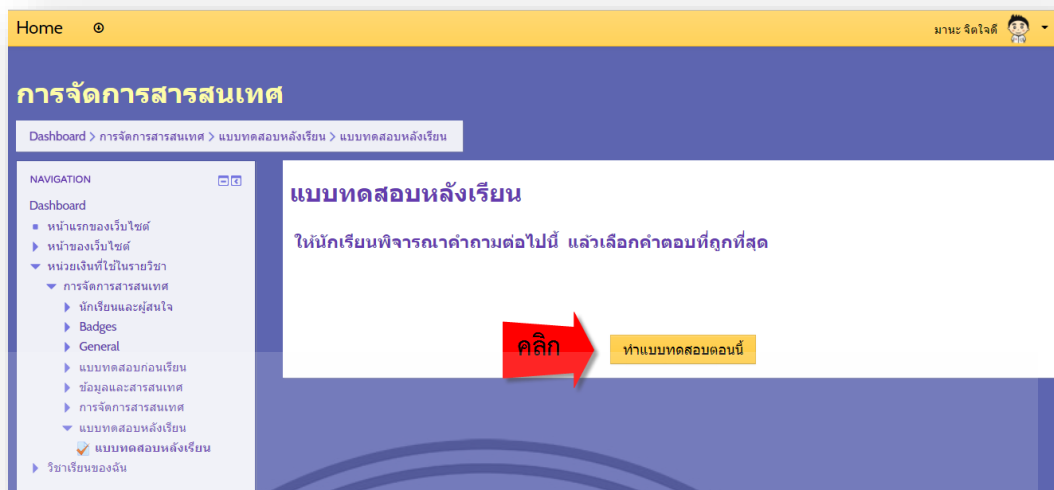 Home
มานะ จิตใจดี
การจัดการสารสนเทศ
Dashboard > การจัดการสารสนเทศ > แบบทดสอบหลังเรียน > แบบทดสอบหลังเรียน
NAVIGATION
Dashboard
หน้าแรกของเว็บไซต์
หน้าของเว็บไซต์
หน่วยเงินที่ใช้ในรายวิชา
การจัดการสารสนเทศ
นักเรียนและผู้สนใจ
Badges
General
แบบทดสอบก่อนเรียน
ข้อมูลและสารสนเทศ
การจัดการสารสนเทศ
แบบทดสอบหลังเรียน
แบบทดสอบหลังเรียน
วิชาเรียนของฉัน
แบบทดสอบหลังเรียน
ให้นักเรียนพิจารณาคำถามต่อไปนี้ แล้วเลือกคำตอบที่ถูกที่สุด
คลิก
ทำแบบทดสอบตอนนี้